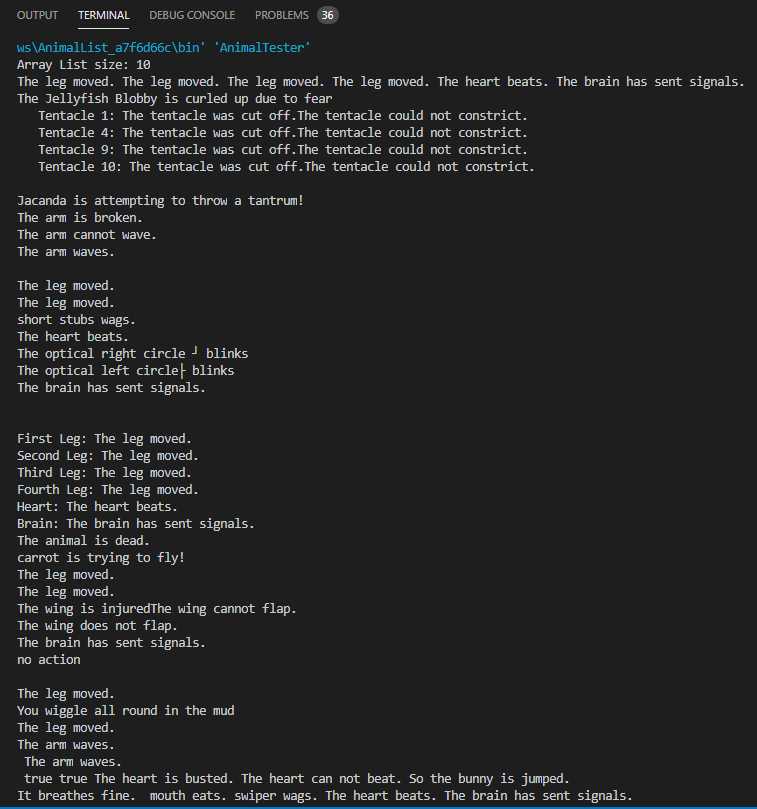 OUTPUT TERMINAL DEBUG CONSOLE PROBLEMS 36
ws\AnimalList_a7f6d66c\bin' 'AnimalTester'
Array List size: 10
The leg moved. The leg moved. The leg moved. The leg moved. The heart beats. The brain has sent signals.
The Jellyfish Blobby is curled up due to fear
   Tentacle 1: The tentacle was cut off.The tentacle could not constrict.
   Tentacle 4: The tentacle was cut off.The tentacle could not constrict.
   Tentacle 9: The tentacle was cut off.The tentacle could not constrict.
   Tentacle 10: The tentacle was cut off.The tentacle could not constrict.
Jacanda is attempting to throw a tantrum!
The arm is broken.
The arm cannot wave.
The arm waves.
The leg moved.
The leg moved.
short stubs wags.
The heart beats.
The optical right circle ┘ blinks
The optical left circle├ blinks
The brain has sent signals.
First Leg: The leg moved.
Second Leg: The leg moved.
Third Leg: The leg moved.
Fourth Leg: The leg moved.
Heart: The heart beats.
Brain: The brain has sent signals.
The animal is dead.
carrot is trying to fly!
The leg moved.
The leg moved.
The wing is injuredThe wing cannot flap.
The wing does not flap.
The brain has sent signals.
no action
The leg moved.
You wiggle all round in the mud
The leg moved.
The arm waves.
 The arm waves.
 true true The heart is busted. The heart can not beat. So the bunny is jumped.
It breathes fine.  mouth eats. swiper wags. The heart beats. The brain has sent signals.